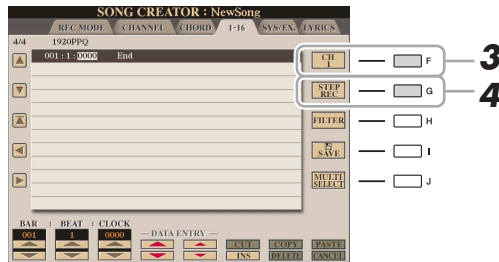 SONG CREATOR : NewSong
REC MODE CHANNEL CHORD 1-16 SYS/EX. LYRICS
4/4 1920PPQ
001 : 1 : 0000 End
CH 1
F
3
STEP REC
G
4
FILTER
H
SAVE
I
MULTI SELECT
J
BAR : BEAT : CLOCK
001 1 0000
DATA ENTRY
CUT COPY PASTE
INS DELETE CANCEL